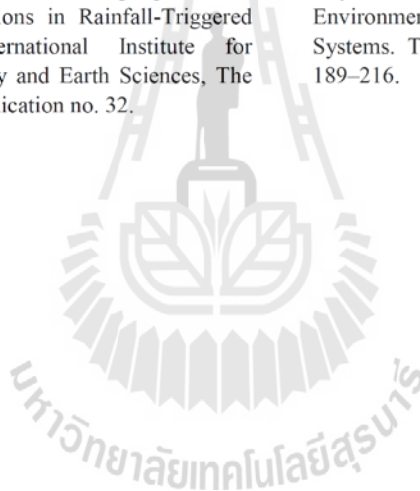 ions in Rainfall-Triggered
ernational Institute for
y and Earth Sciences, The
lication no. 32.
Environmen
Systems. T
189–216.
มหาวิทยาลัยเทคโนโลยีสุรนารี